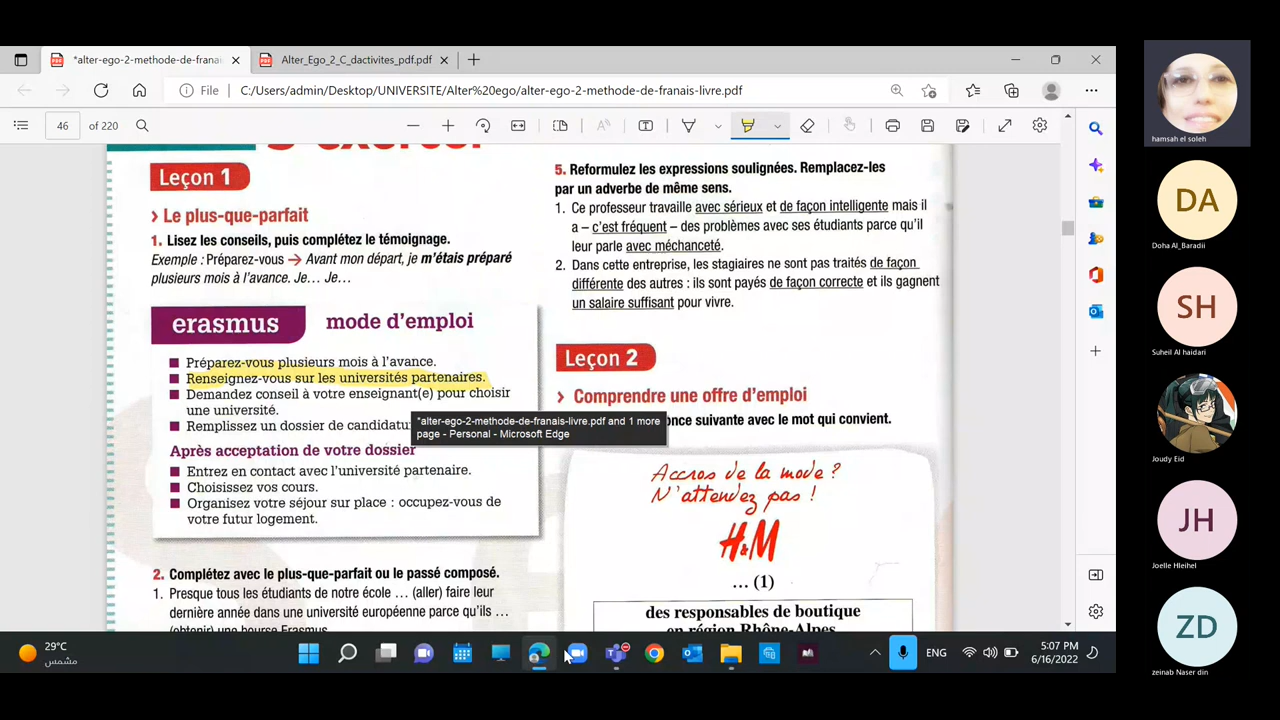 *alter-ego-2-methode-de-franai
Alter_Ego_2_C_dactivites_pdf.pdf
File
C:/Users/admin/Desktop/UNIVERSITE/Alter%20ego/alter-ego-2-methode-de-franais-livre.pdf
46 of 220
Leçon 1
› Le plus-que-parfait
1. Lisez les conseils, puis complétez le témoignage.
Exemple : Préparez-vous → Avant mon départ, je m'étais préparé
plusieurs mois à l'avance. Je… Je…
erasmus mode d'emploi
Préparez-vous plusieurs mois à l'avance.
Renseignez-vous sur les universités partenaires.
Demandez conseil à votre enseignant(e) pour choisir
une université.
Remplissez un dossier de candidatu
Après acceptation de votre dossier
Entrez en contact avec l'université partenaire.
Choisissez vos cours.
Organisez votre séjour sur place : occupez-vous de
votre futur logement.
2. Complétez avec le plus-que-parfait ou le passé composé.
1. Presque tous les étudiants de notre école … (aller) faire leur
dernière année dans une université européenne parce qu'ils …
(obtenir) une bourse Erasmus
5. Reformulez les expressions soulignées. Remplacez-les
par un adverbe de même sens.
1. Ce professeur travaille avec sérieux et de façon intelligente mais il
a – c'est fréquent – des problèmes avec ses étudiants parce qu'il
leur parle avec méchanceté.
2. Dans cette entreprise, les stagiaires ne sont pas traités de façon
différente des autres : ils sont payés de façon correcte et ils gagnent
un salaire suffisant pour vivre.
Leçon 2
› Comprendre une offre d'emploi
once suivante avec le mot qui convient.
*alter-ego-2-methode-de-franais-livre.pdf and 1 more
page - Personal - Microsoft Edge
Accros de la mode ?
N'attendez pas !
H&M
… (1)
des responsables de boutique
en région Rhône-Alpes
29°C
مشمس
ENG
5:07 PM
6/16/2022
hamsah el soleh
DA
Doha Al_Baradii
SH
Suheil Al haidari
Joudy Eid
JH
Joelle Hleihel
ZD
zeinab Naser din